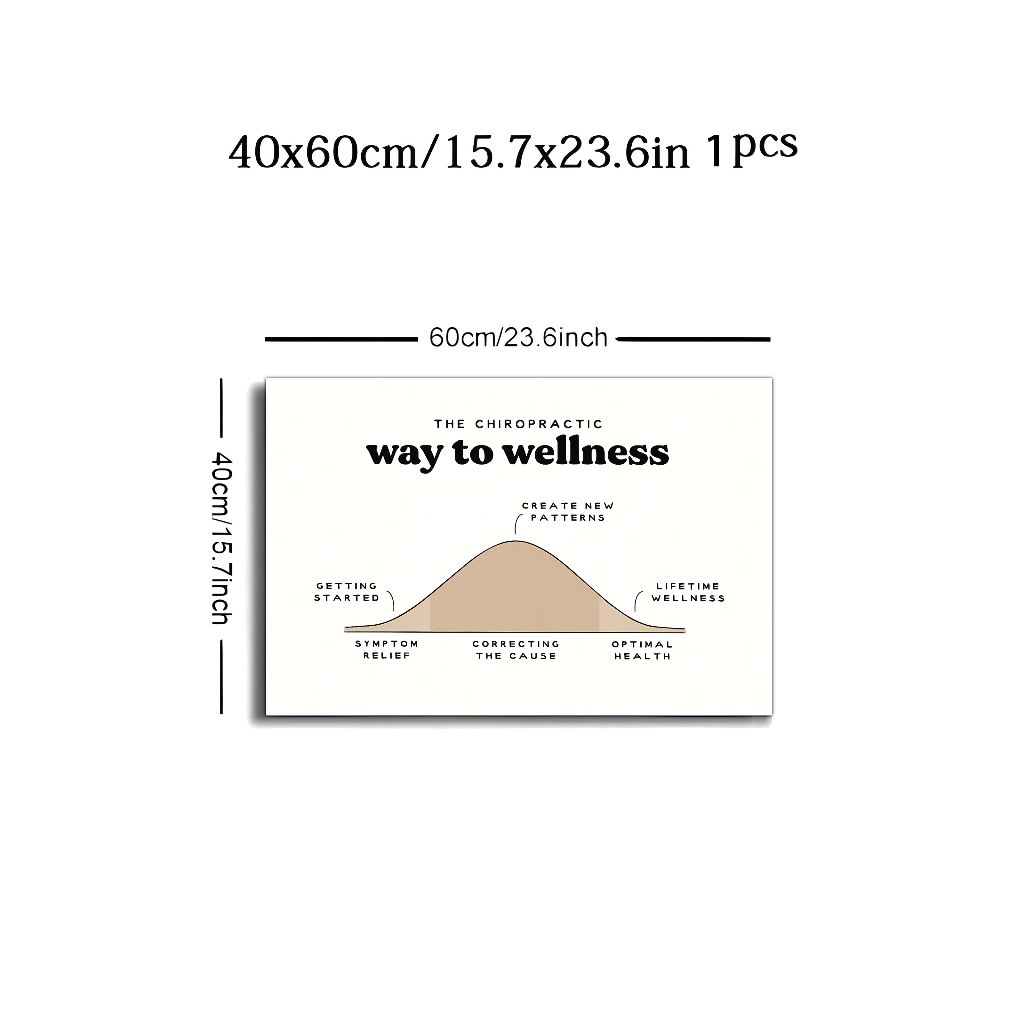 40x60cm/15.7x23.6in 1pcs
60cm/23.6inch
40cm/15.7inch
THE CHIROPRACTIC
way to wellness
CREATE NEW
PATTERNS
GETTING
STARTED
LIFETIME
WELLNESS
SYMPTOM
RELIEF
CORRECTING
THE CAUSE
OPTIMAL
HEALTH